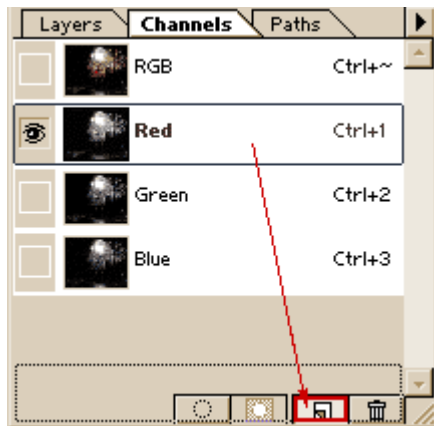 Layers Channels Paths
RGB Ctrl+~
Red Ctrl+1
Green Ctrl+2
Blue Ctrl+3